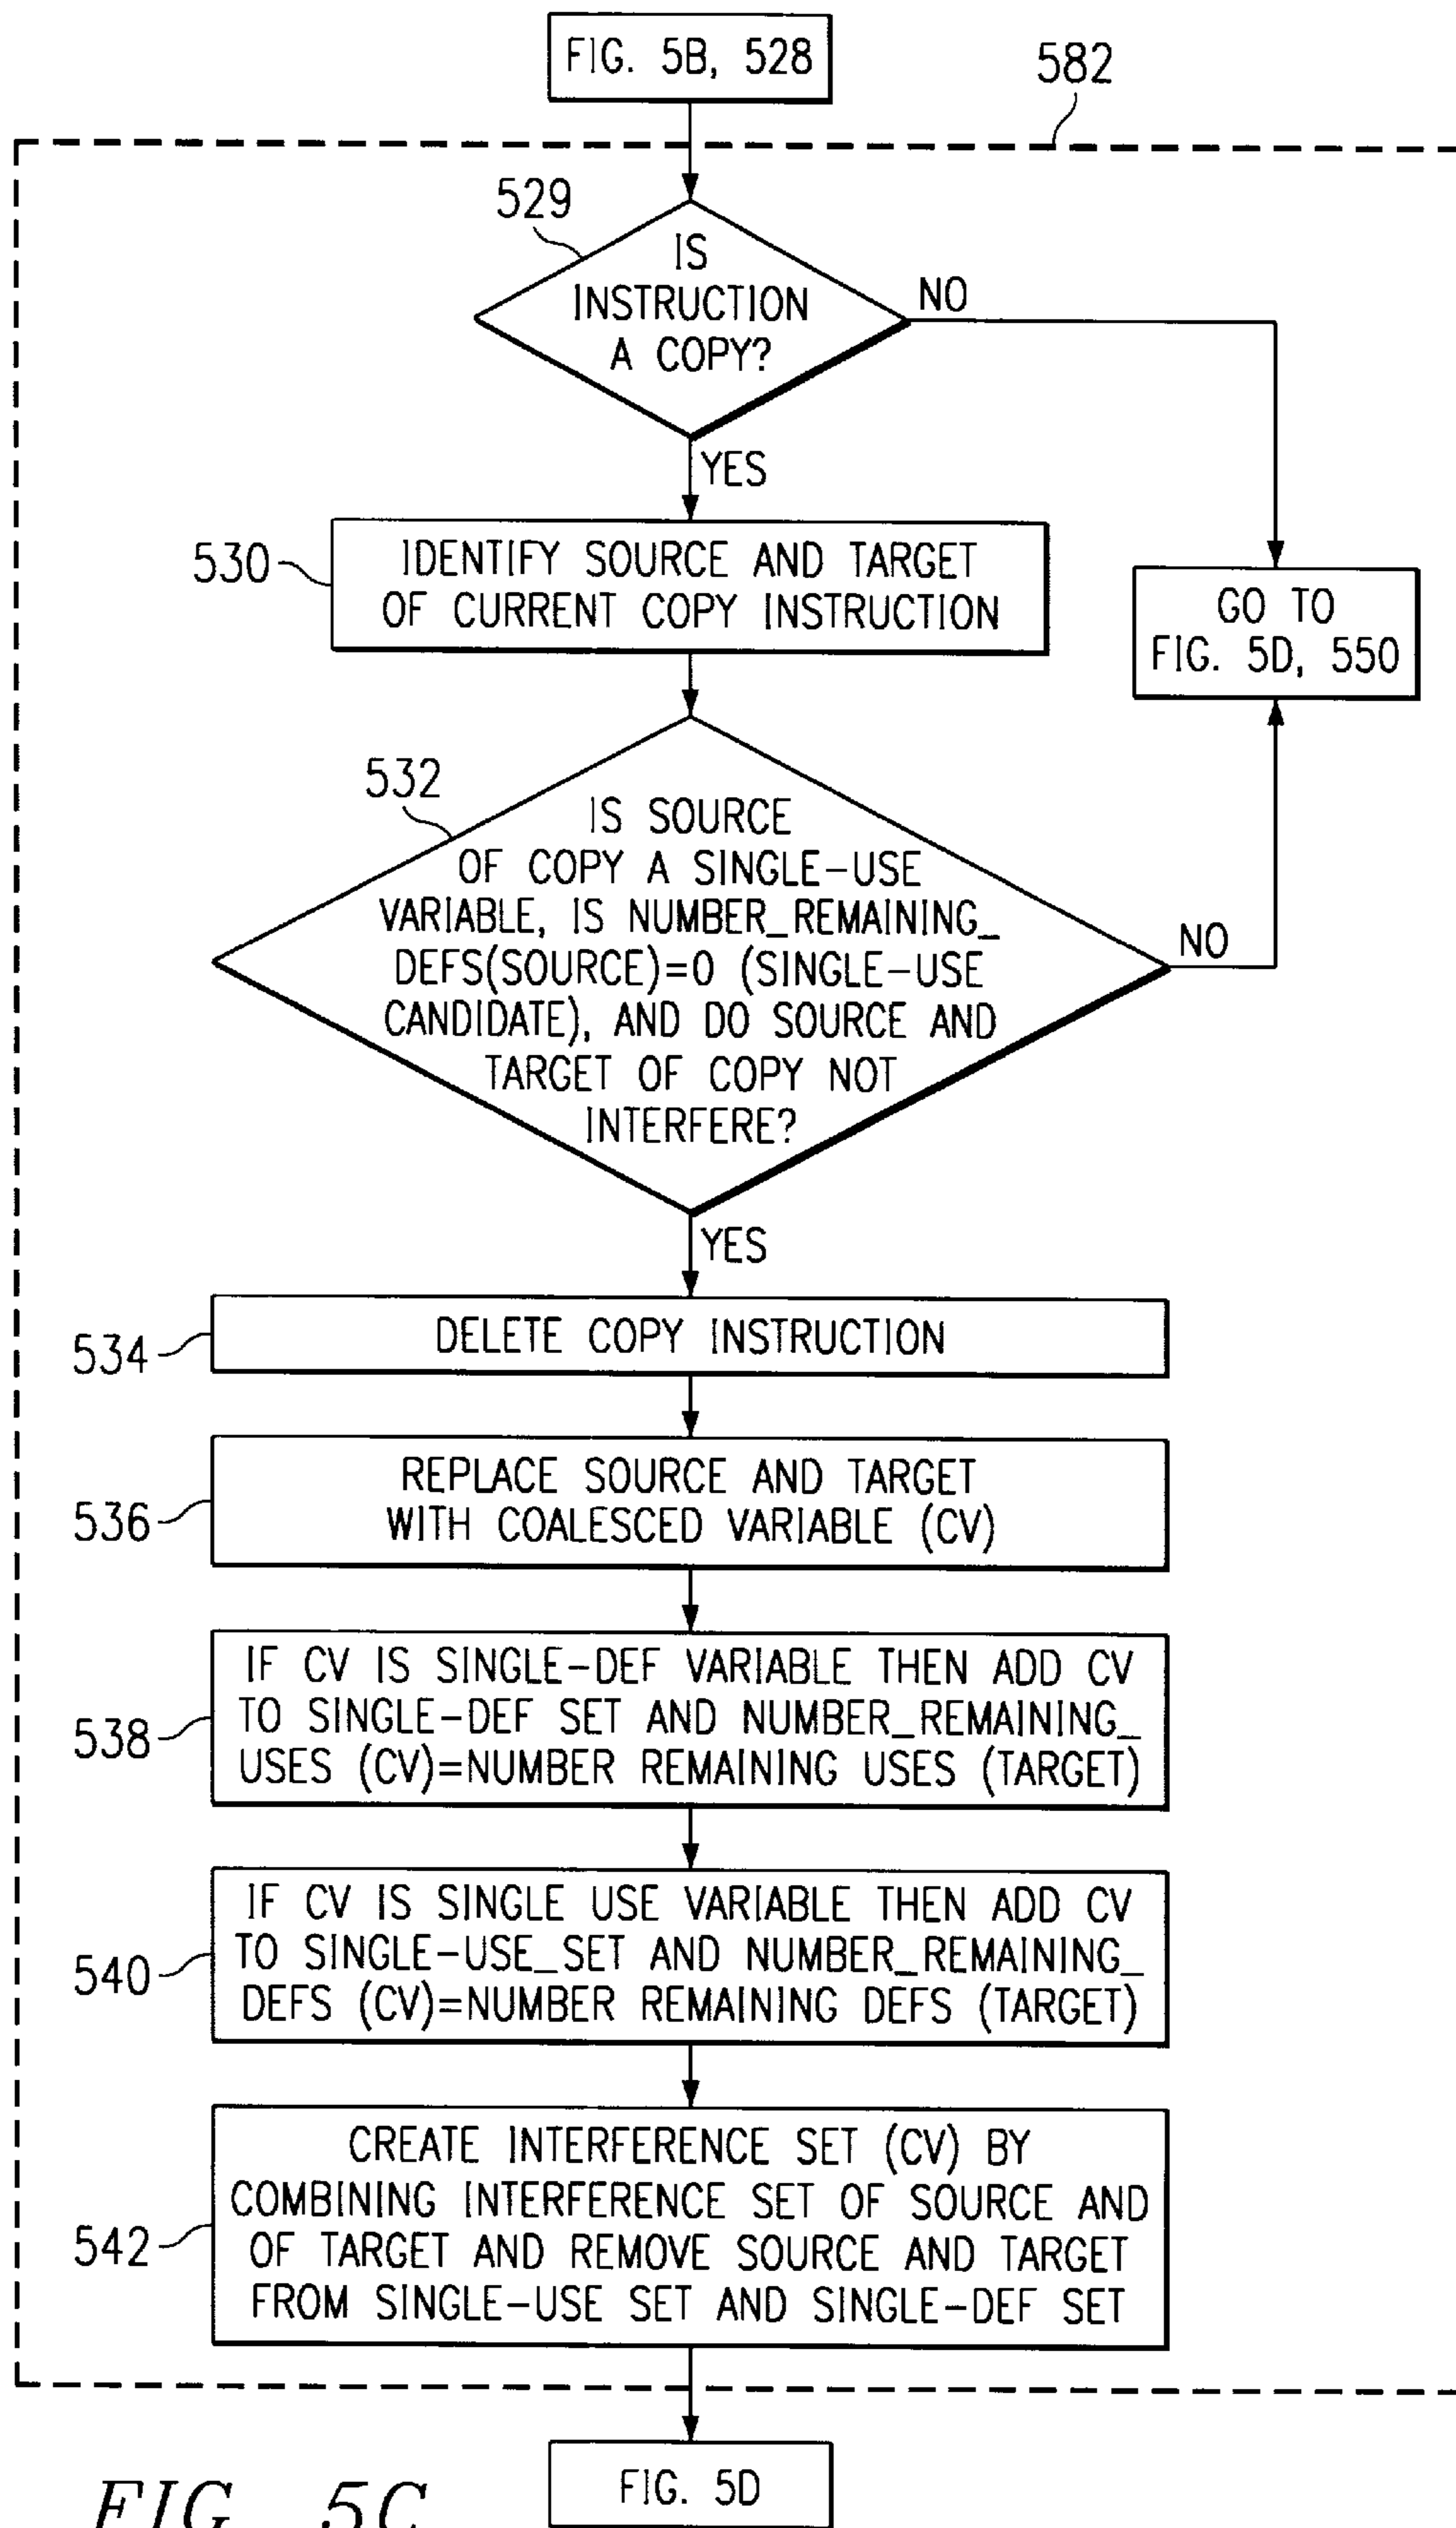 FIG. 5B, 528
582
529
IS
INSTRUCTION
A COPY?
NO
YES
530
IDENTIFY SOURCE AND TARGET
OF CURRENT COPY INSTRUCTION
GO TO
FIG. 5D, 550
532
IS SOURCE
OF COPY A SINGLE-USE
VARIABLE, IS NUMBER_REMAINING_
DEFS(SOURCE)=0 (SINGLE-USE
CANDIDATE), AND DO SOURCE AND
TARGET OF COPY NOT
INTERFERE?
NO
YES
534
DELETE COPY INSTRUCTION
536
REPLACE SOURCE AND TARGET
WITH COALESCED VARIABLE (CV)
538
IF CV IS SINGLE-DEF VARIABLE THEN ADD CV
TO SINGLE-DEF SET AND NUMBER_REMAINING_
USES (CV)=NUMBER REMAINING USES (TARGET)
540
IF CV IS SINGLE USE VARIABLE THEN ADD CV
TO SINGLE-USE_SET AND NUMBER_REMAINING_
DEFS (CV)=NUMBER REMAINING DEFS (TARGET)
542
CREATE INTERFERENCE SET (CV) BY
COMBINING INTERFERENCE SET OF SOURCE AND
OF TARGET AND REMOVE SOURCE AND TARGET
FROM SINGLE-USE SET AND SINGLE-DEF SET
FIG. 5D
FIG 5C